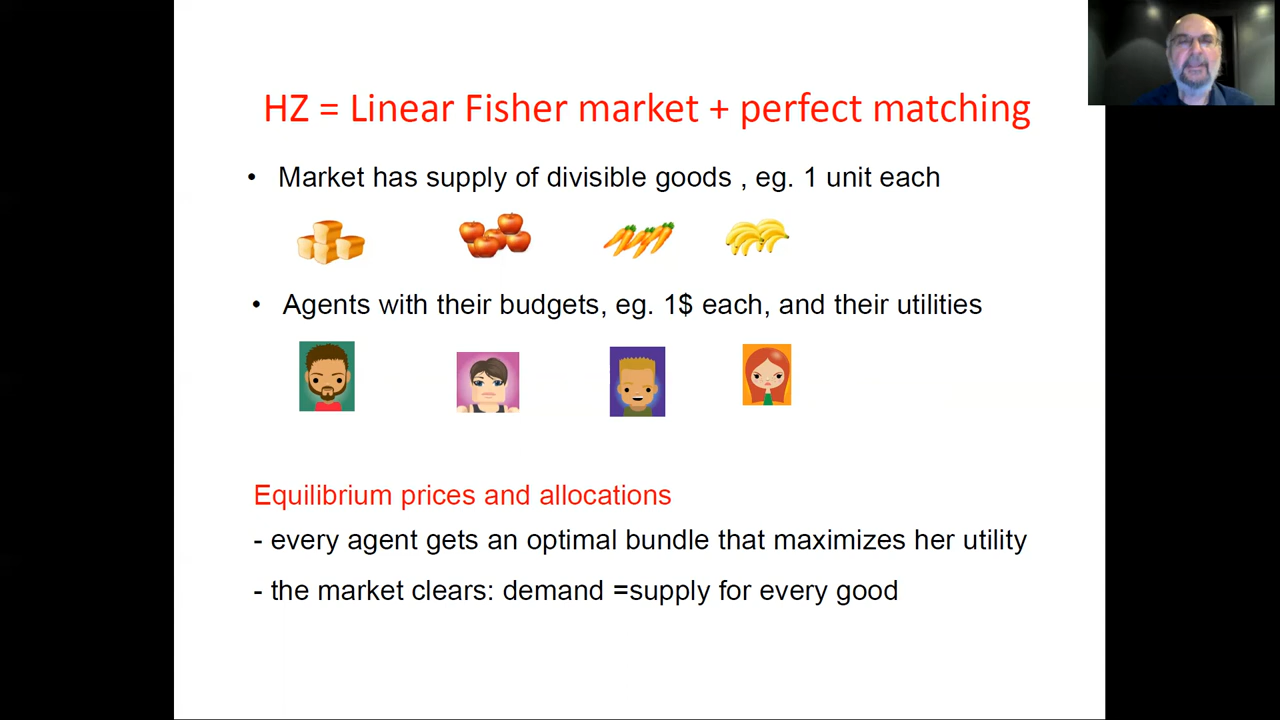 HZ = Linear Fisher market + perfect matching
• Market has supply of divisible goods , eg. 1 unit each
• Agents with their budgets, eg. 1$ each, and their utilities
Equilibrium prices and allocations
- every agent gets an optimal bundle that maximizes her utility
- the market clears: demand =supply for every good